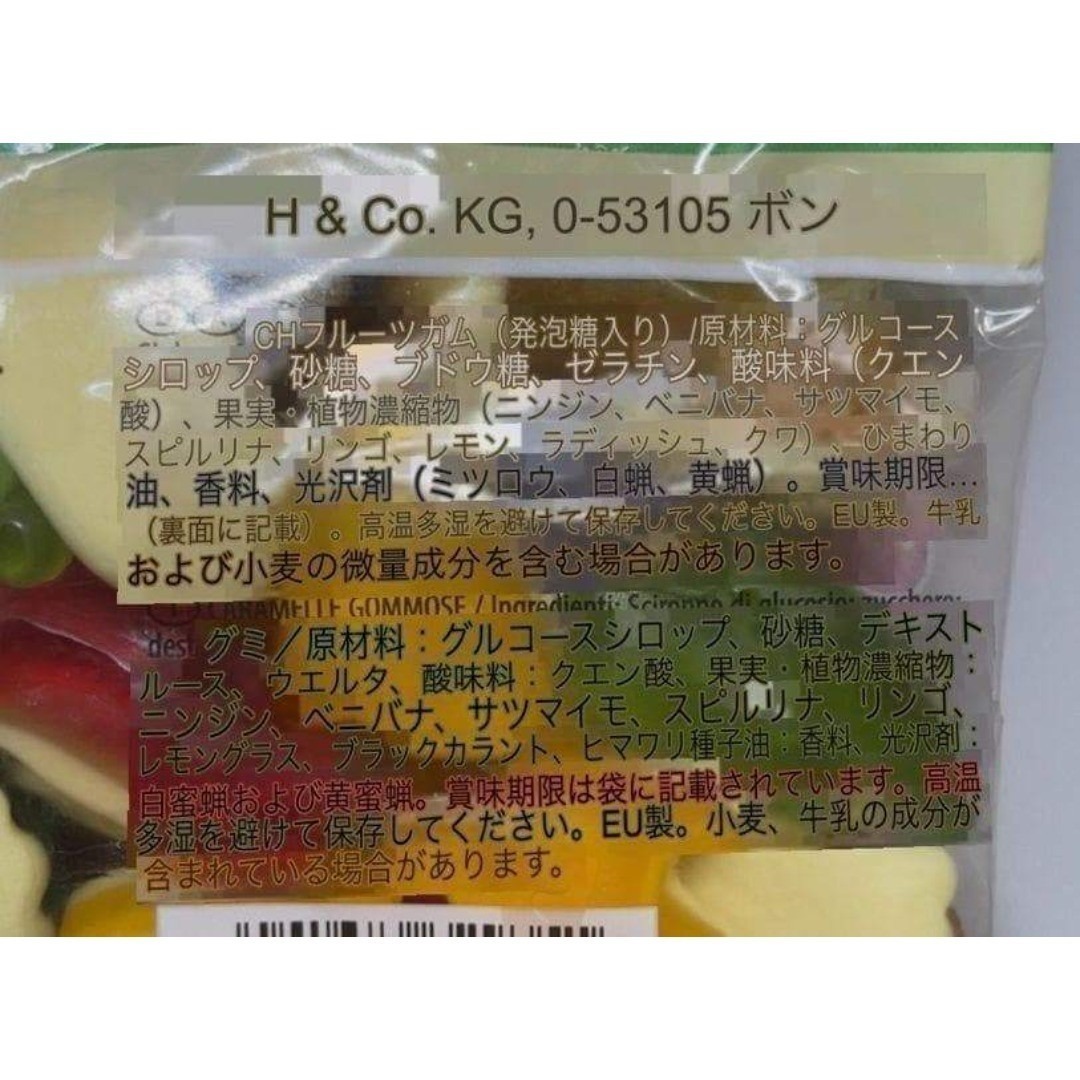 H & Co. KG, 0-53105 ボン
CHフルーツガム（発泡糖入り）/原材料：グルコース
シロップ、砂糖、ブドウ糖、ゼラチン、酸味料（クエン
酸）、果実・植物濃縮物（ニンジン、ベニバナ、サツマイモ、
スピルリナ、リンゴ、レモン、ラディッシュ、クワ）、ひまわり
油、香料、光沢剤（ミツロウ、白蝋、黄蝋）。賞味期限...
（裏面に記載）。高温多湿を避けて保存してください。EU製。牛乳
および小麦の微量成分を含む場合があります。
CARAMELLE GOMMOSE / Ingredienti: Sciroppo di glucosio; zucchero;
dest
グミ／原材料：グルコースシロップ、砂糖、デキスト
ルース、ウエルタ、酸味料：クエン酸、果実・植物濃縮物：
ニンジン、ベニバナ、サツマイモ、スピルリナ、リンゴ、
レモングラス、ブラックカラント、ヒマワリ種子油：香料、光沢剤：
白蜜蝋および黄蜜蝋。賞味期限は袋に記載されています。高温
多湿を避けて保存してください。EU製。小麦、牛乳の成分が
含まれている場合があります。